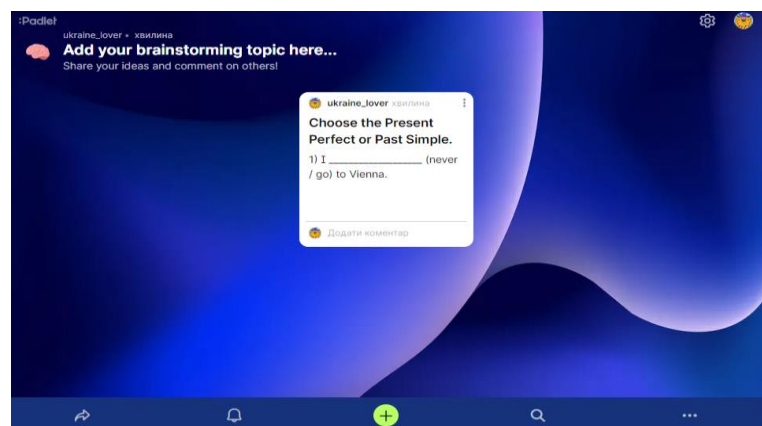 :Padlet
ukraine_lover • хвилина
Add your brainstorming topic here...
Share your ideas and comment on others!
ukraine_lover хвилина
Choose the Present
Perfect or Past Simple.
1) I _________________ (never
/ go) to Vienna.
Додати коментар